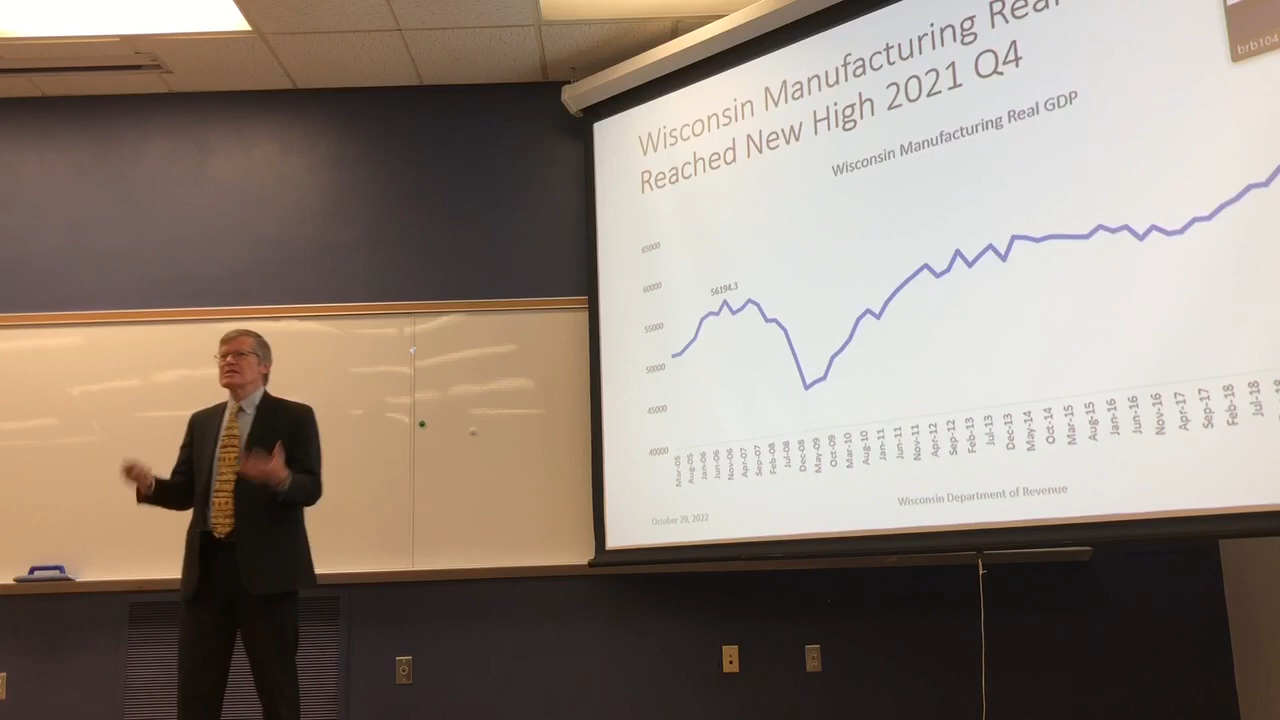 brb104
Wisconsin Manufacturing Real
Reached New High 2021 Q4
Wisconsin Manufacturing Real GDP
65000
60000
55000
50000
45000
40000
56194.3
Mar-05
Aug-05
Jan-06
Jun-06
Nov-06
Apr-07
Sep-07
Feb-08
Jul-08
Dec-08
May-09
Oct-09
Mar-10
Aug-10
Jan-11
Jun-11
Nov-11
Apr-12
Sep-12
Feb-13
Jul-13
Dec-13
May-14
Oct-14
Mar-15
Aug-15
Jan-16
Jun-16
Nov-16
Apr-17
Sep-17
Feb-18
Jul-18
October 20, 2022
Wisconsin Department of Revenue